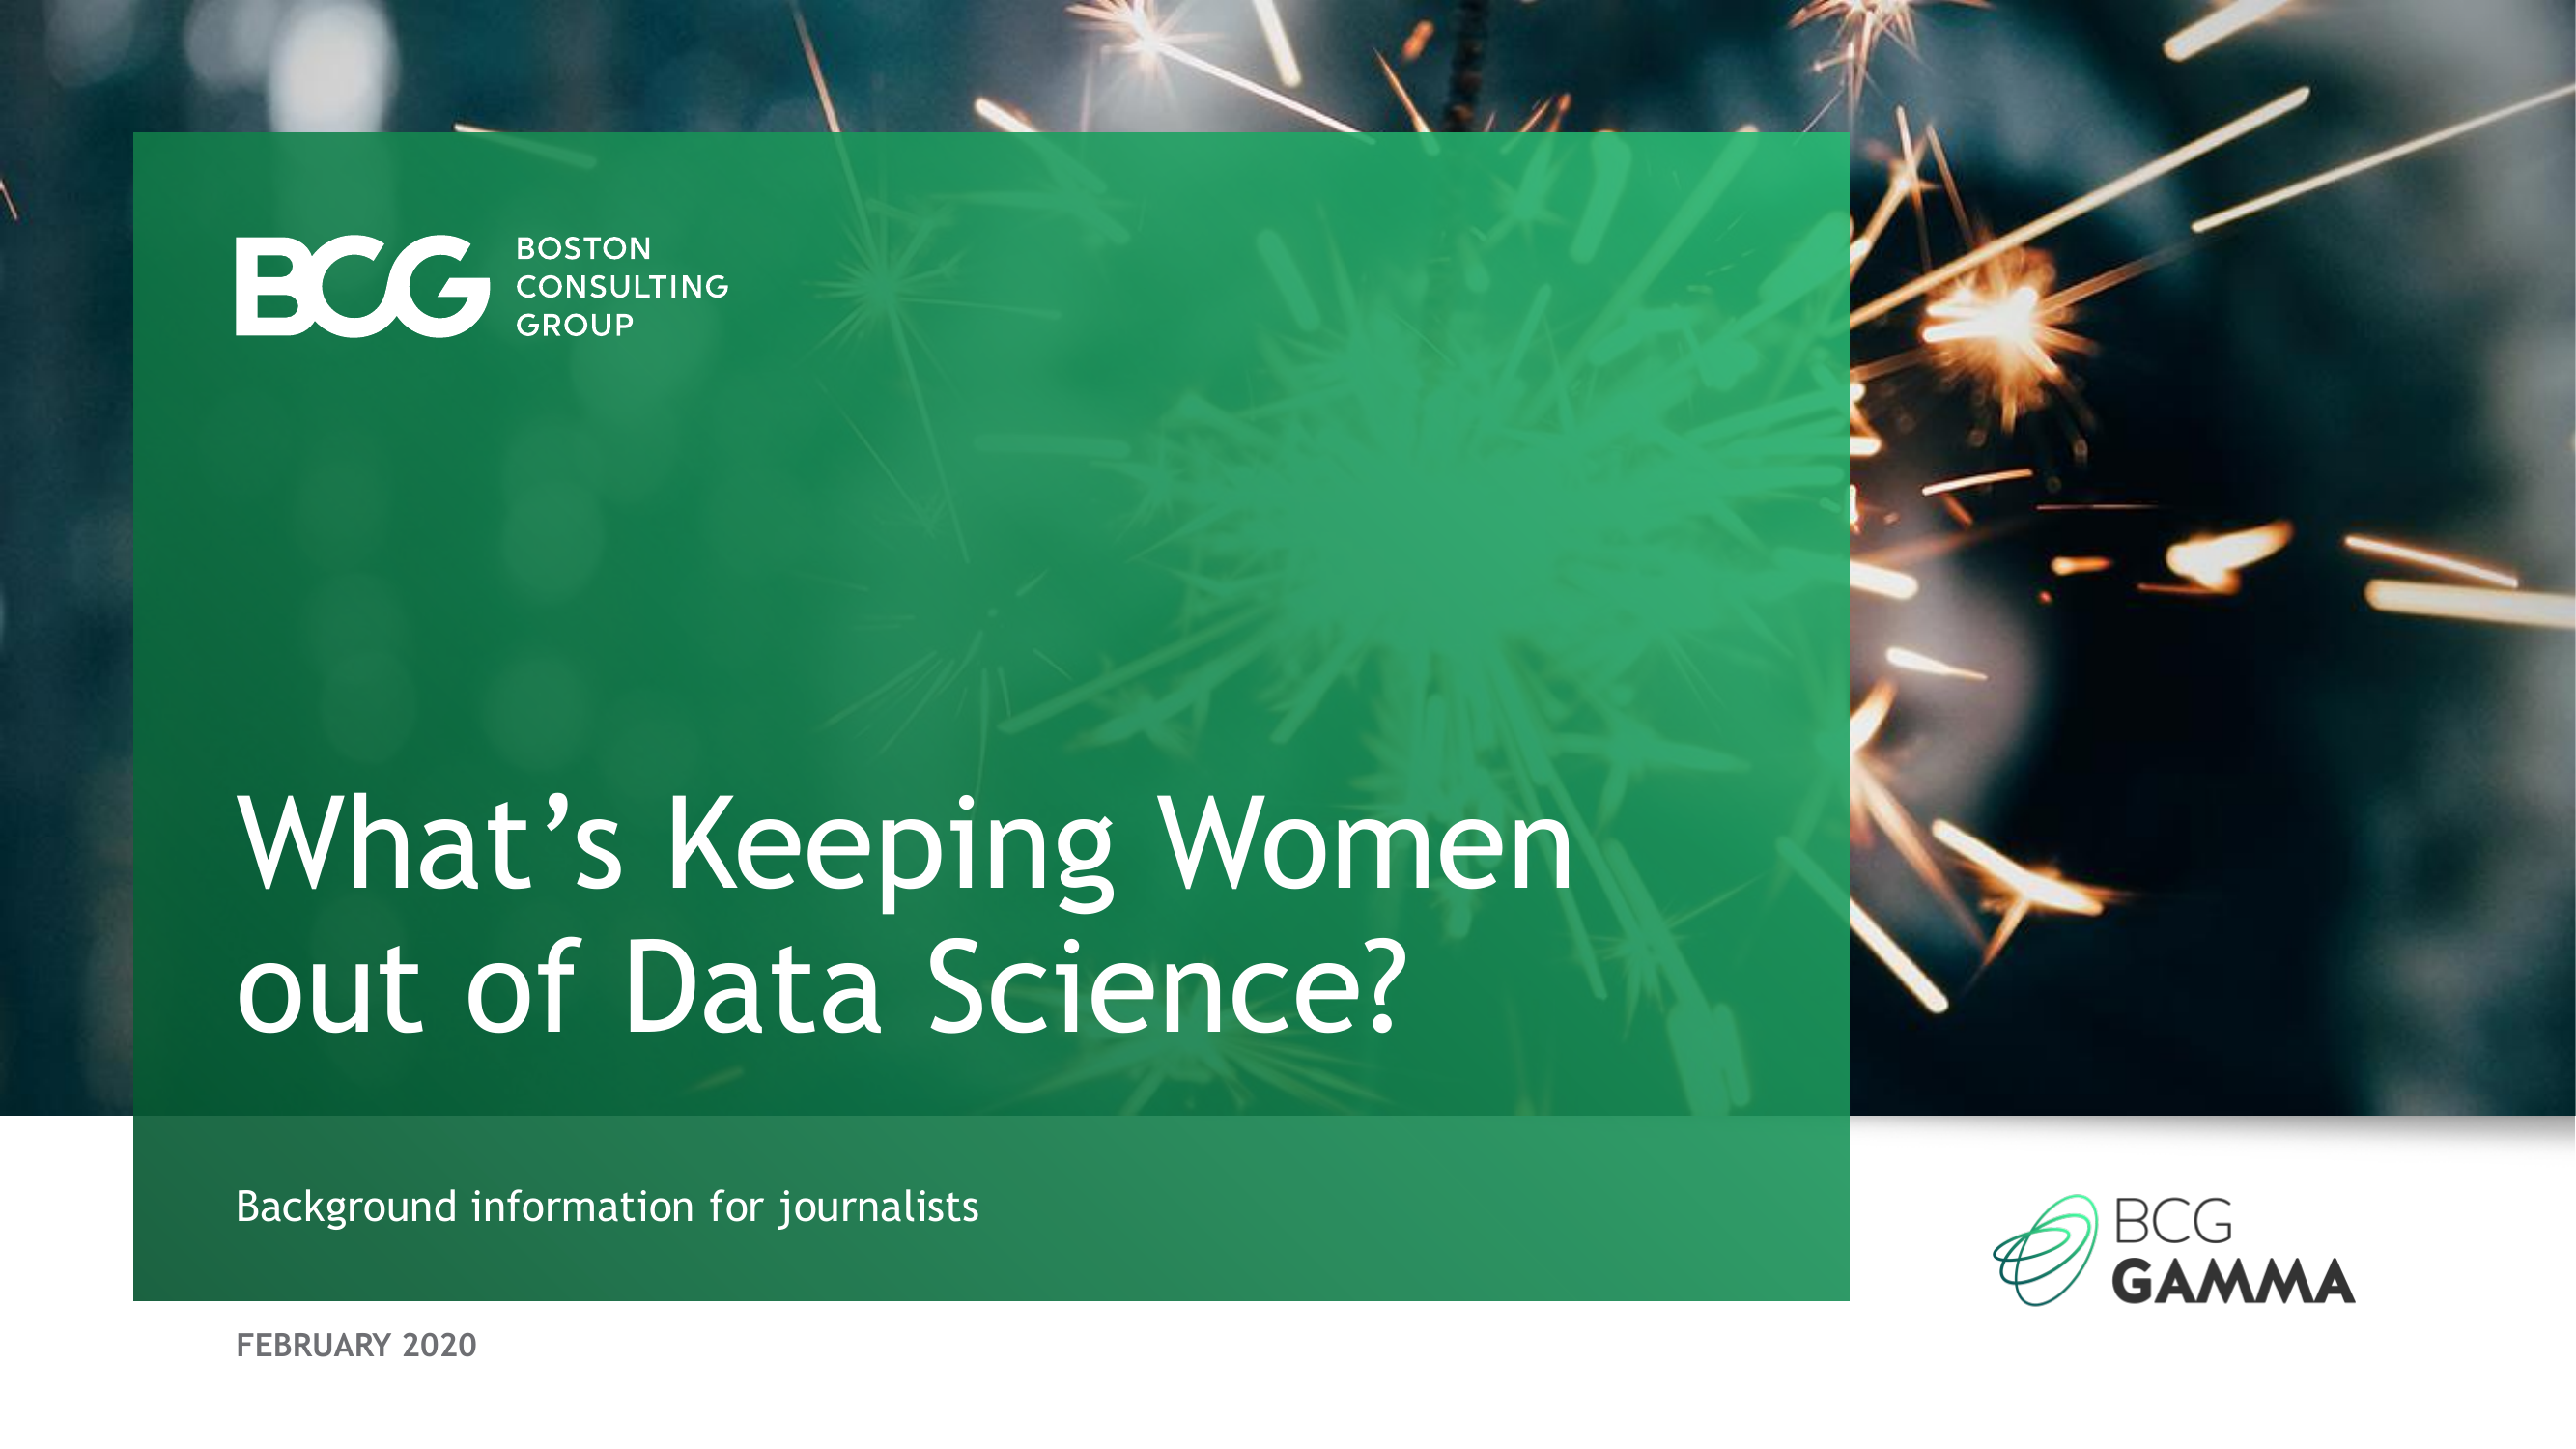 BCG
BOSTON
CONSULTING
GROUP
What’s Keeping Women
out of Data Science?
Background information for journalists
BCG
GAMMA
FEBRUARY 2020